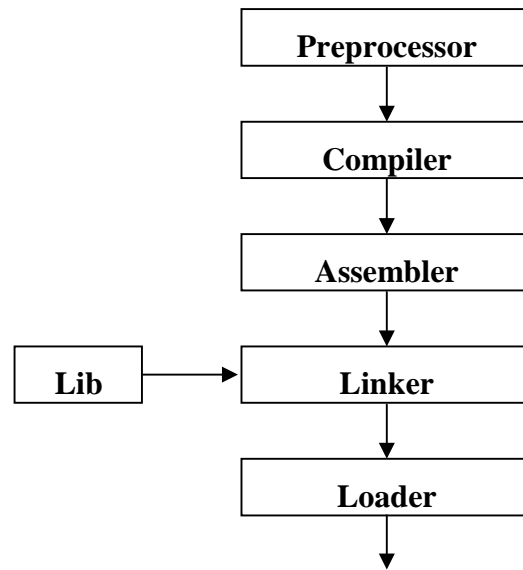 Preprocessor
Compiler
Assembler
Lib
Linker
Loader